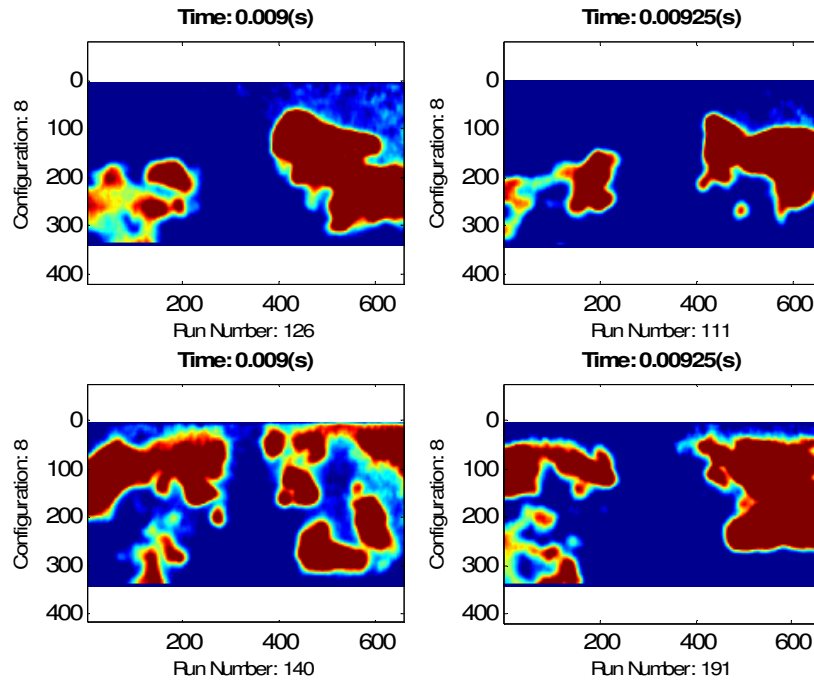 Time: 0.009(s)
Time: 0.00925(s)
0
100
200
300
400
Configuration: 8
200 400 600
Run Number: 126
0
100
200
300
400
Configuration: 8
200 400 600
Run Number: 111
Time: 0.009(s)
Time: 0.00925(s)
0
100
200
300
400
Configuration: 8
200 400 600
Run Number: 140
0
100
200
300
400
Configuration: 8
200 400 600
Run Number: 191